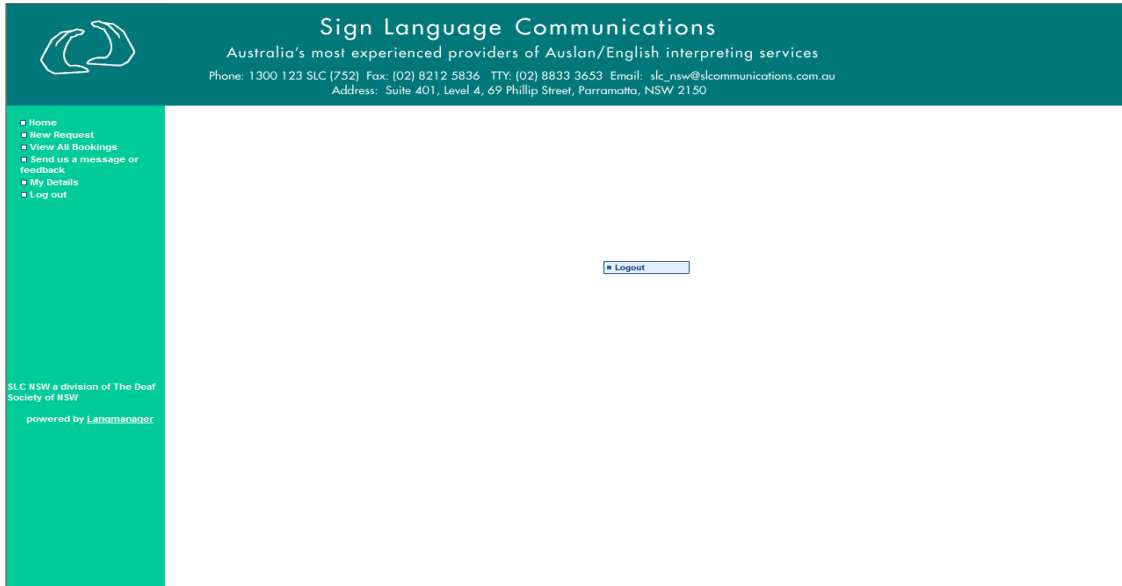 Sign Language Communications
Australia's most experienced providers of Auslan/English interpreting services
Phone: 1300 123 SLC (752) Fax: (02) 8212 5836 TTY: (02) 8833 3653 Email: slc_nsw@slcommunications.com.au
Address: Suite 401, Level 4, 69 Phillip Street, Parramatta, NSW 2150
Home
New Request
View All Bookings
Send us a message or
feedback
My Details
Log out
Logout
SLC NSW a division of The Deaf
Society of NSW
powered by Langmanager